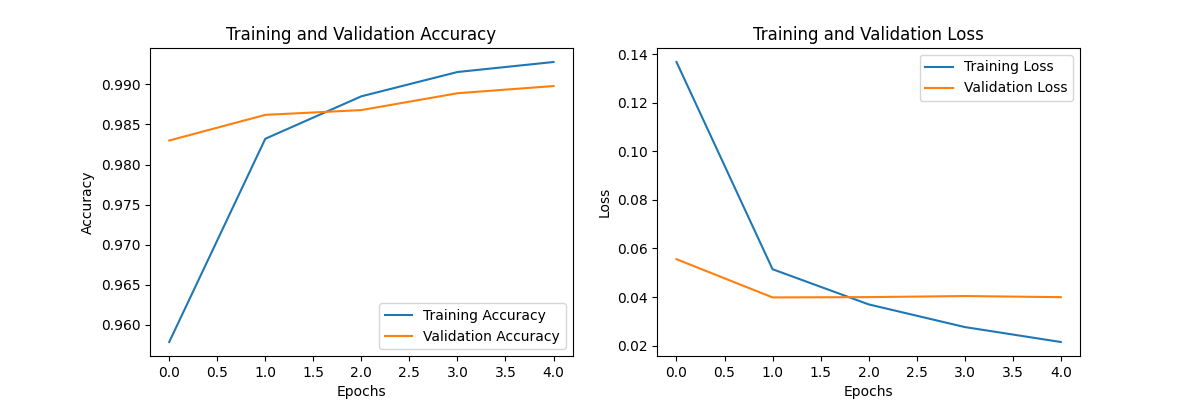 Training and Validation Accuracy
Accuracy
0.990
0.985
0.980
0.975
0.970
0.965
0.960
Training Accuracy
Validation Accuracy
0.0 0.5 1.0 1.5 2.0 2.5 3.0 3.5 4.0
Epochs
Training and Validation Loss
Loss
0.14
0.12
0.10
0.08
0.06
0.04
0.02
Training Loss
Validation Loss
0.0 0.5 1.0 1.5 2.0 2.5 3.0 3.5 4.0
Epochs